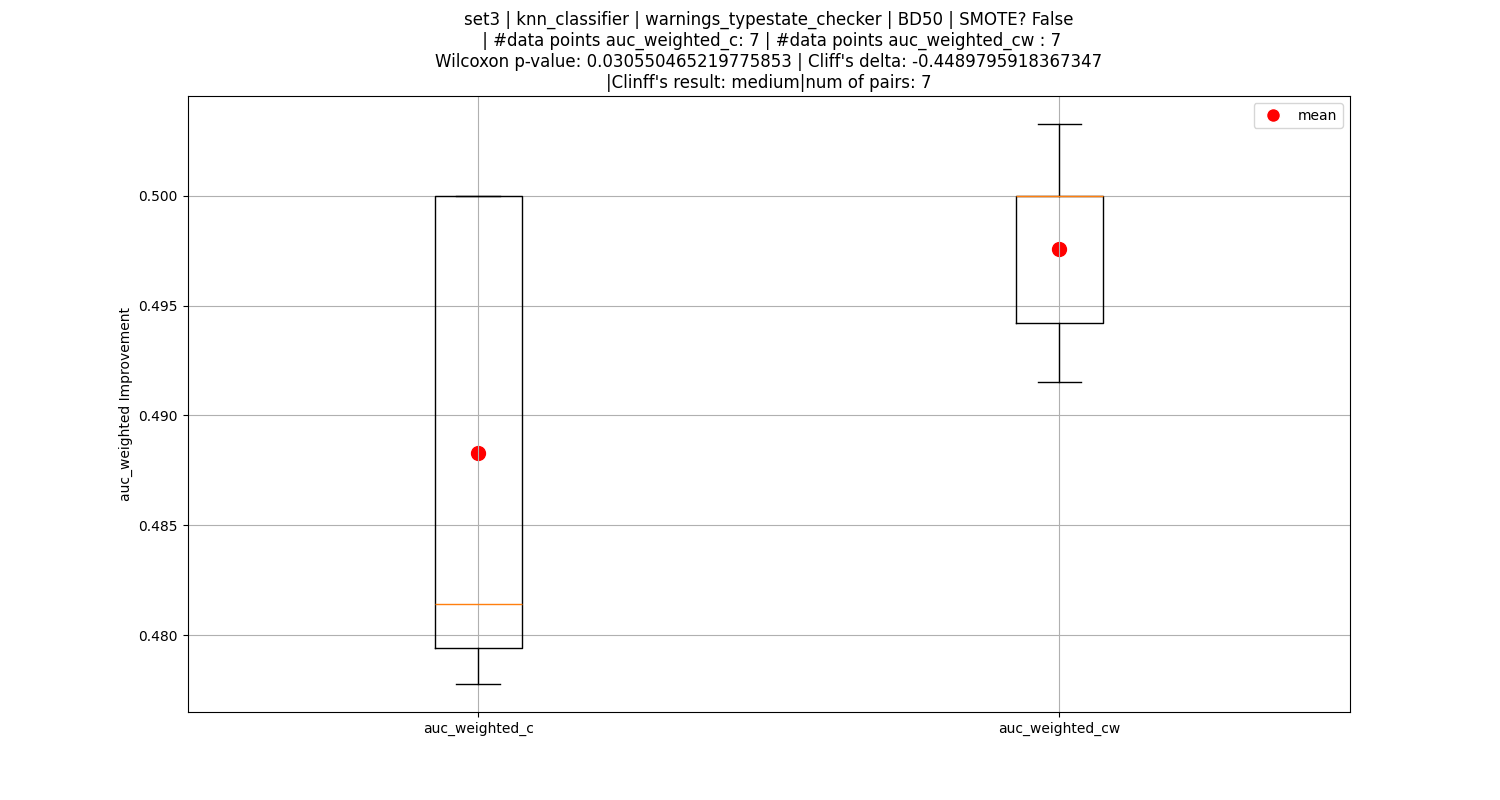 set3 | knn_classifier | warnings_typestate_checker | BD50 | SMOTE? False
| #data points auc_weighted_c: 7 | #data points auc_weighted_cw : 7
Wilcoxon p-value: 0.030550465219775853 | Cliff's delta: -0.4489795918367347
|Clinff's result: medium|num of pairs: 7
mean
auc_weighted Improvement
0.500
0.495
0.490
0.485
0.480
auc_weighted_c
auc_weighted_cw